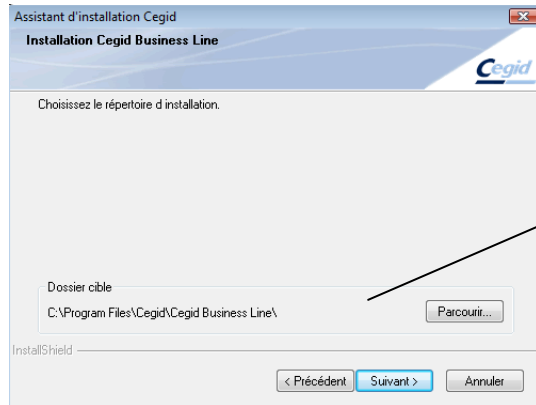 Assistant d'installation Cegid
Installation Cegid Business Line
Cegid
Choisissez le répertoire d installation.
Dossier cible
C:\Program Files\Cegid\Cegid Business Line\
Parcourir...
InstallShield
< Précédent Suivant > Annuler